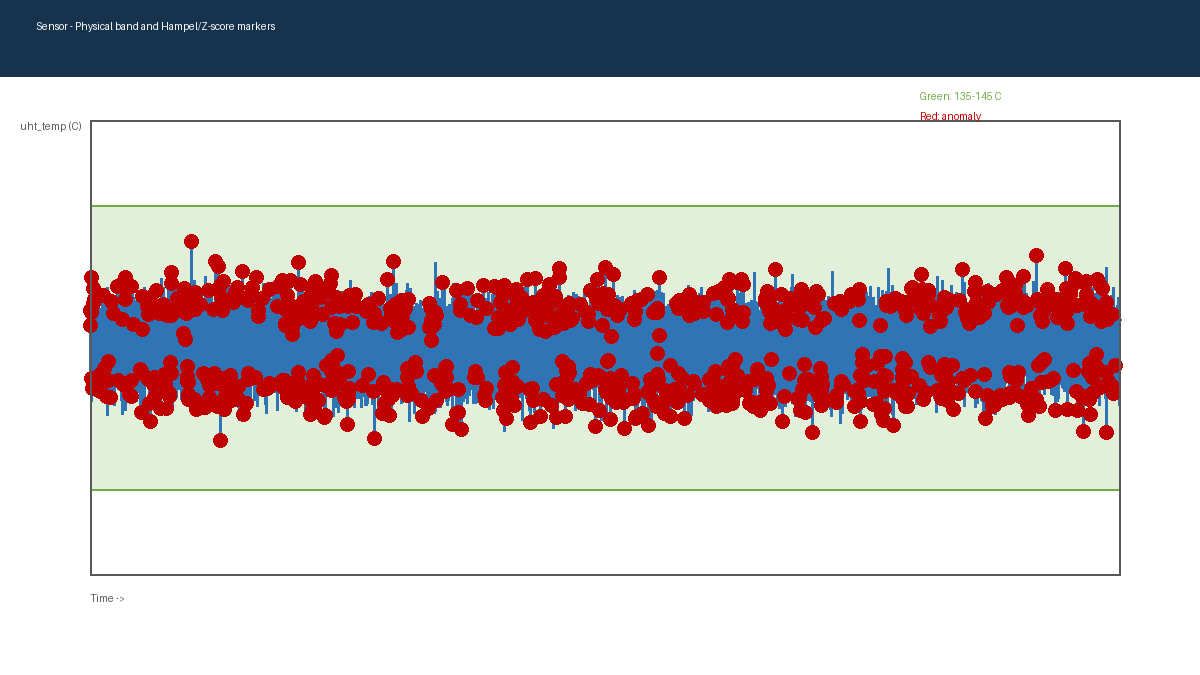 Sensor - Physical band and Hampel/Z-score markers
Green: 135-145 C
Red: anomaly
uht_temp (C)
Time ->